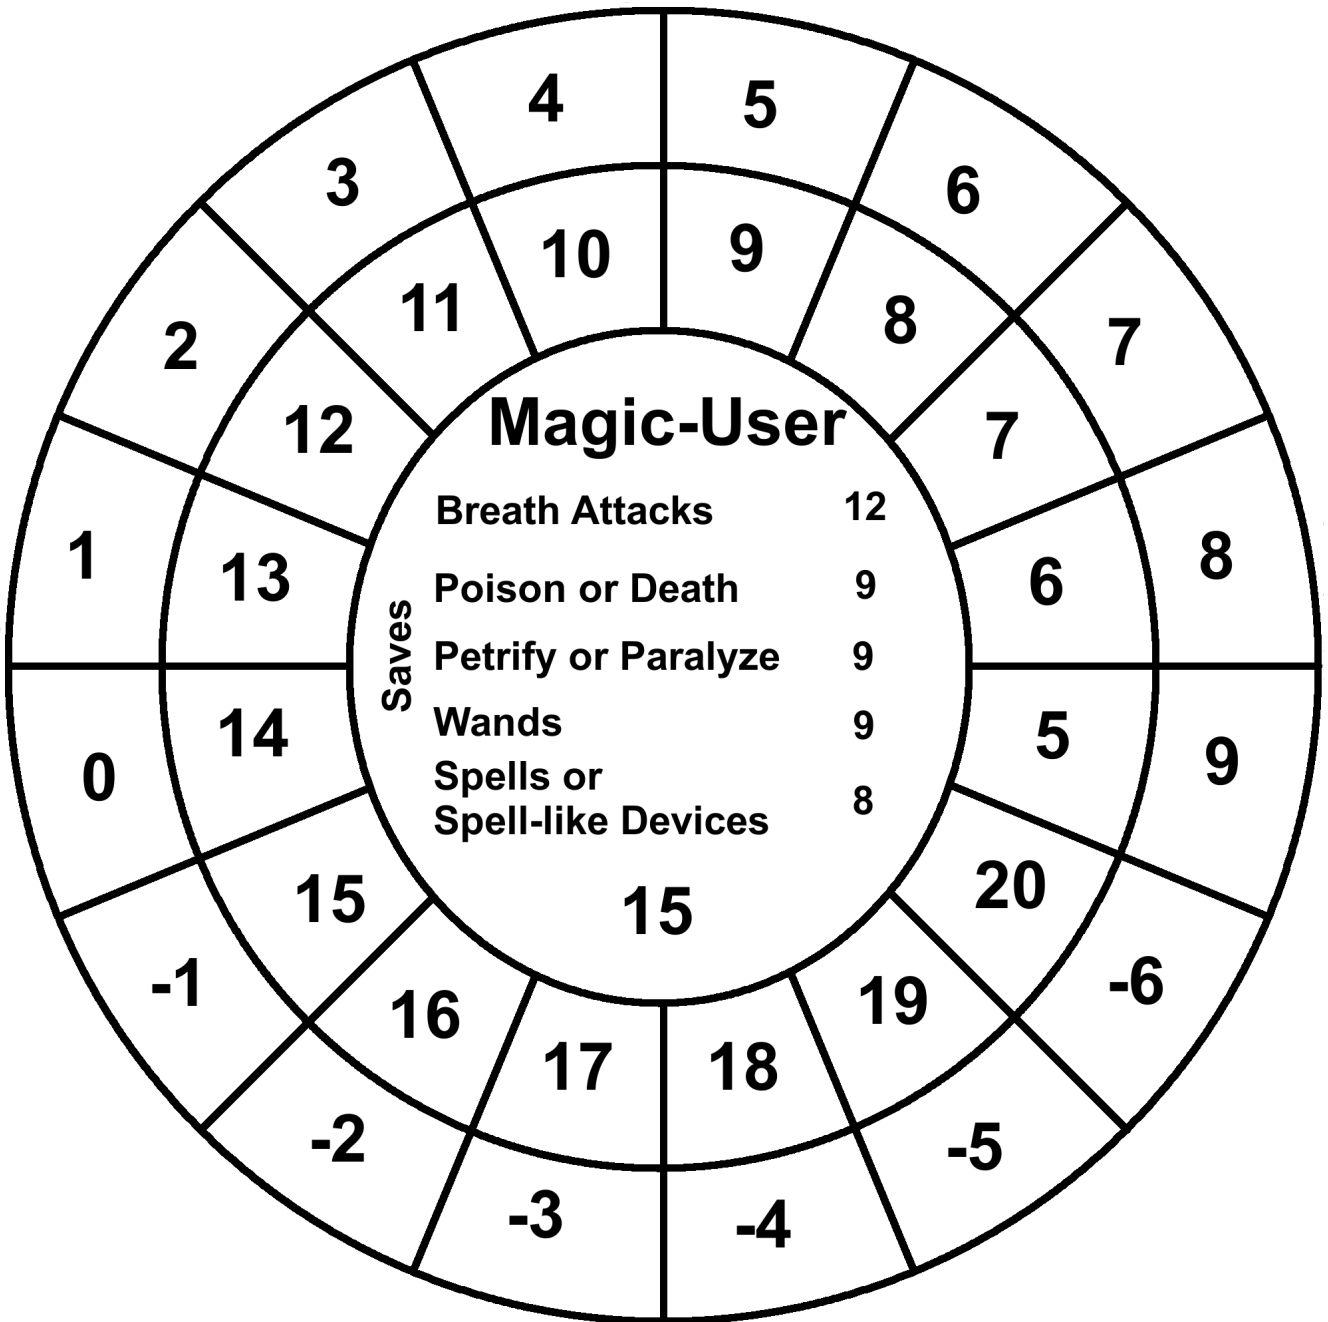 4 5
3 6
10 9
2 11 8 7
12 7
Magic-User
Breath Attacks 12
1 13 6 8
Poison or Death 9
Saves
Petrify or Paralyze 9
Wands 9
0 14 5 9
Spells or
Spell-like Devices 8
15 15 20
-1 16 19 -6
17 18
-2 -5
-3 -4